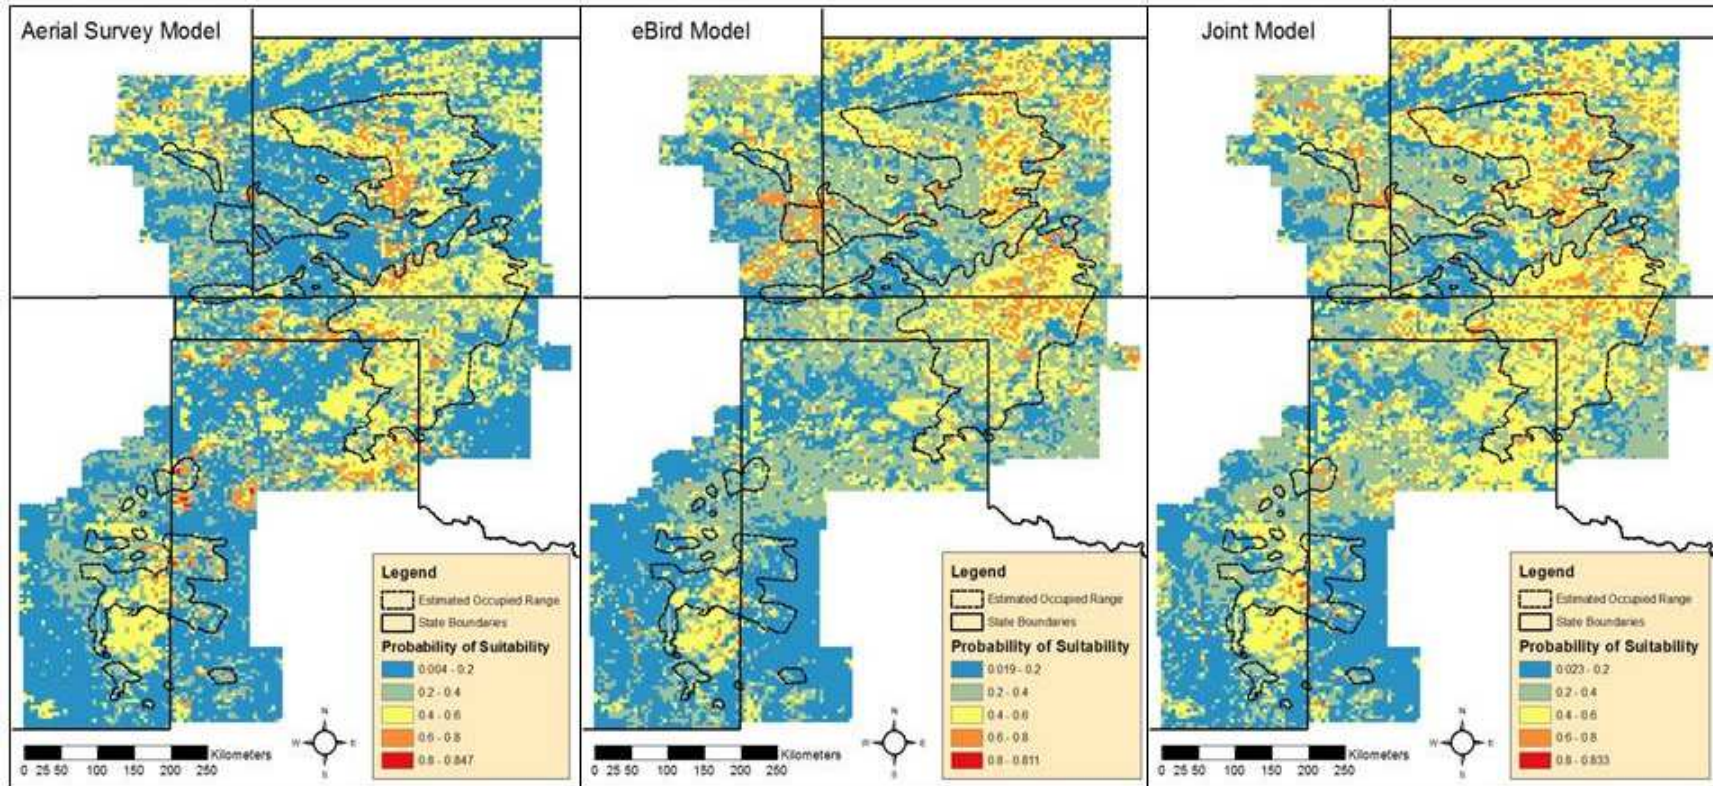 Aerial Survey Model
Legend
Estimated Occupied Range
State Boundaries
Probability of Suitability
0.004 - 0.2
0.2 - 0.4
0.4 - 0.6
0.6 - 0.8
0.8 - 0.847
N
W E
S
Kilometers
0 25 50 100 150 200 250
eBird Model
Legend
Estimated Occupied Range
State Boundaries
Probability of Suitability
0.019 - 0.2
0.2 - 0.4
0.4 - 0.6
0.6 - 0.8
0.8 - 0.811
N
W E
S
Kilometers
0 25 50 100 150 200 250
Joint Model
Legend
Estimated Occupied Range
State Boundaries
Probability of Suitability
0.023 - 0.2
0.2 - 0.4
0.4 - 0.6
0.6 - 0.8
0.8 - 0.833
N
W E
S
Kilometers
0 25 50 100 150 200 250